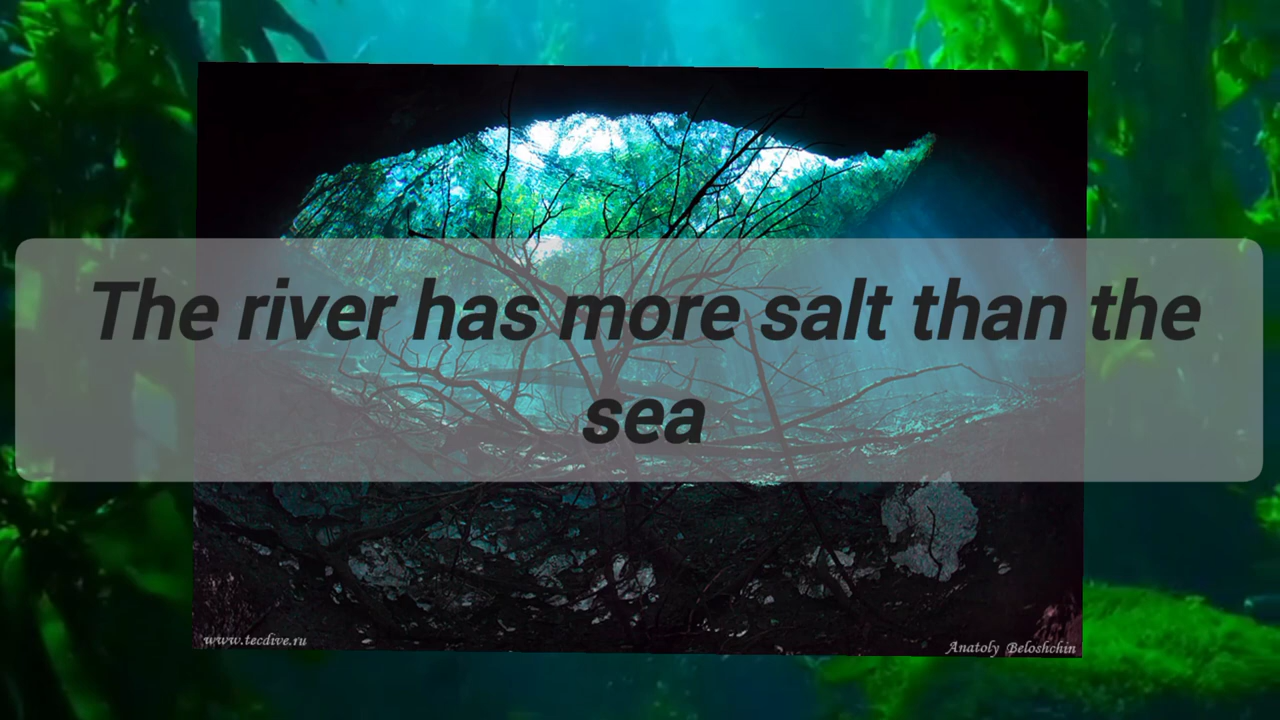 The river has more salt than the
sea
www.tecdive.ru
Anatoly Beloshchin